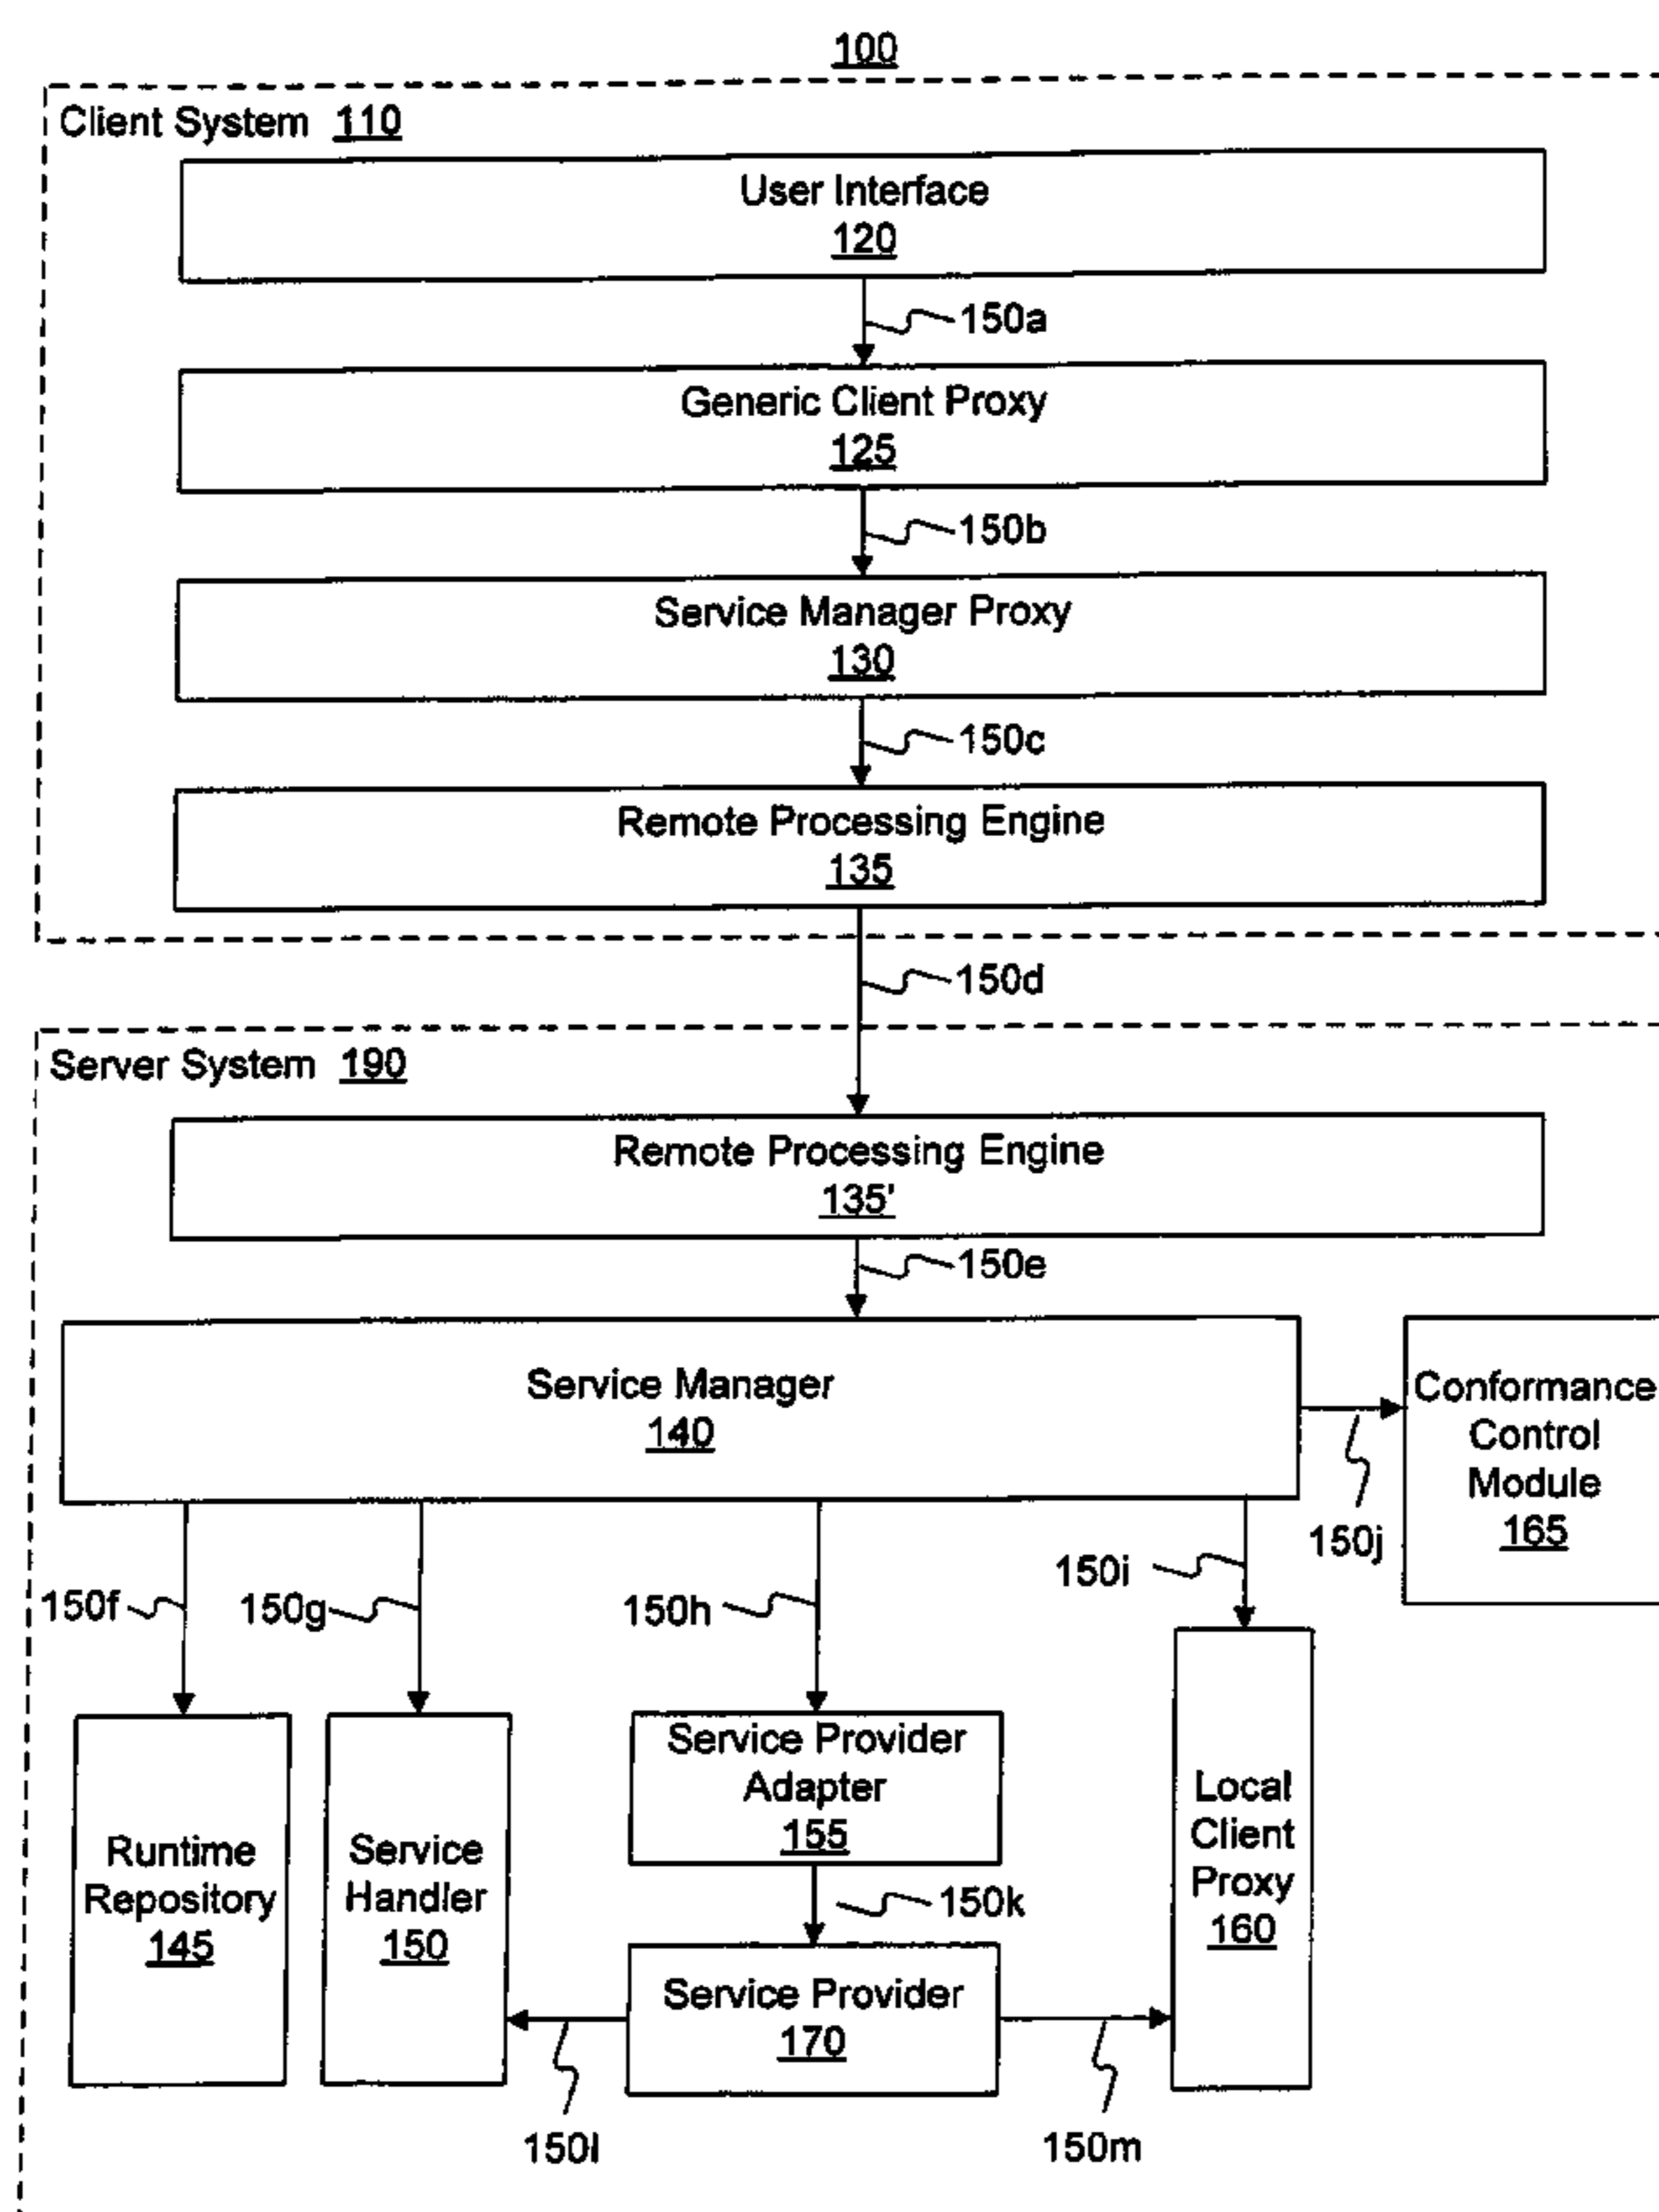 100
Client System 110
User Interface
120
150a
Generic Client Proxy
125
150b
Service Manager Proxy
130
150c
Remote Processing Engine
135
150d
Server System 190
Remote Processing Engine
135'
150e
Service Manager
140
Conformance
Control
Module
165
150j
150f
150g
150h
150i
Runtime
Repository
145
Service
Handler
150
Service Provider
Adapter
155
150k
Service Provider
170
Local
Client
Proxy
160
150l
150m